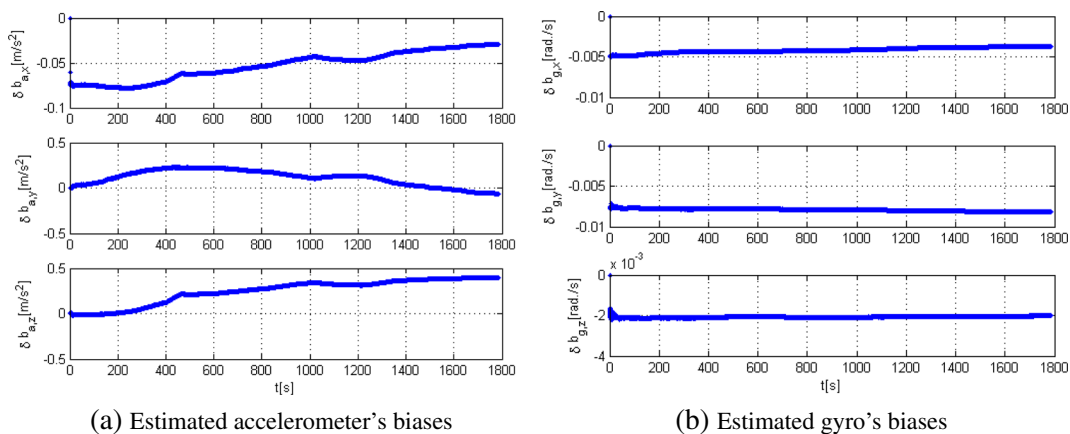 0
-0.05
-0.1
δ b_a,x[m/s²]
0 200 400 600 800 1000 1200 1400 1600 1800
0.5
0
-0.5
δ b_a,y[m/s²]
0 200 400 600 800 1000 1200 1400 1600 1800
0.5
0
-0.5
δ b_a,z[m/s²]
0 200 400 600 800 1000 1200 1400 1600 1800
t[s]
(a) Estimated accelerometer's biases
0
-0.005
-0.01
δ b_g,x[rad./s]
0 200 400 600 800 1000 1200 1400 1600 1800
0
-0.005
-0.01
δ b_g,y[rad./s]
0 200 400 600 800 1000 1200 1400 1600 1800
x 10⁻³
0
-2
-4
δ b_g,z[rad./s]
0 200 400 600 800 1000 1200 1400 1600 1800
t[s]
(b) Estimated gyro's biases